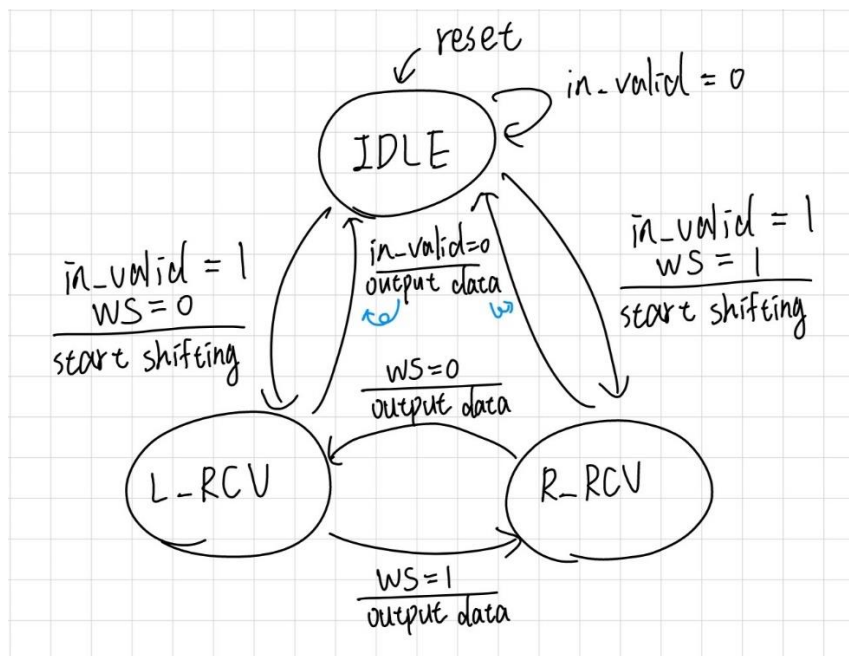 reset
in_valid = 0
IDLE
in_valid = 1
WS = 0
start shifting
in_valid=0
output data
in_valid = 1
WS = 1
start shifting
WS=0
output data
L_RCV
R_RCV
WS=1
output data